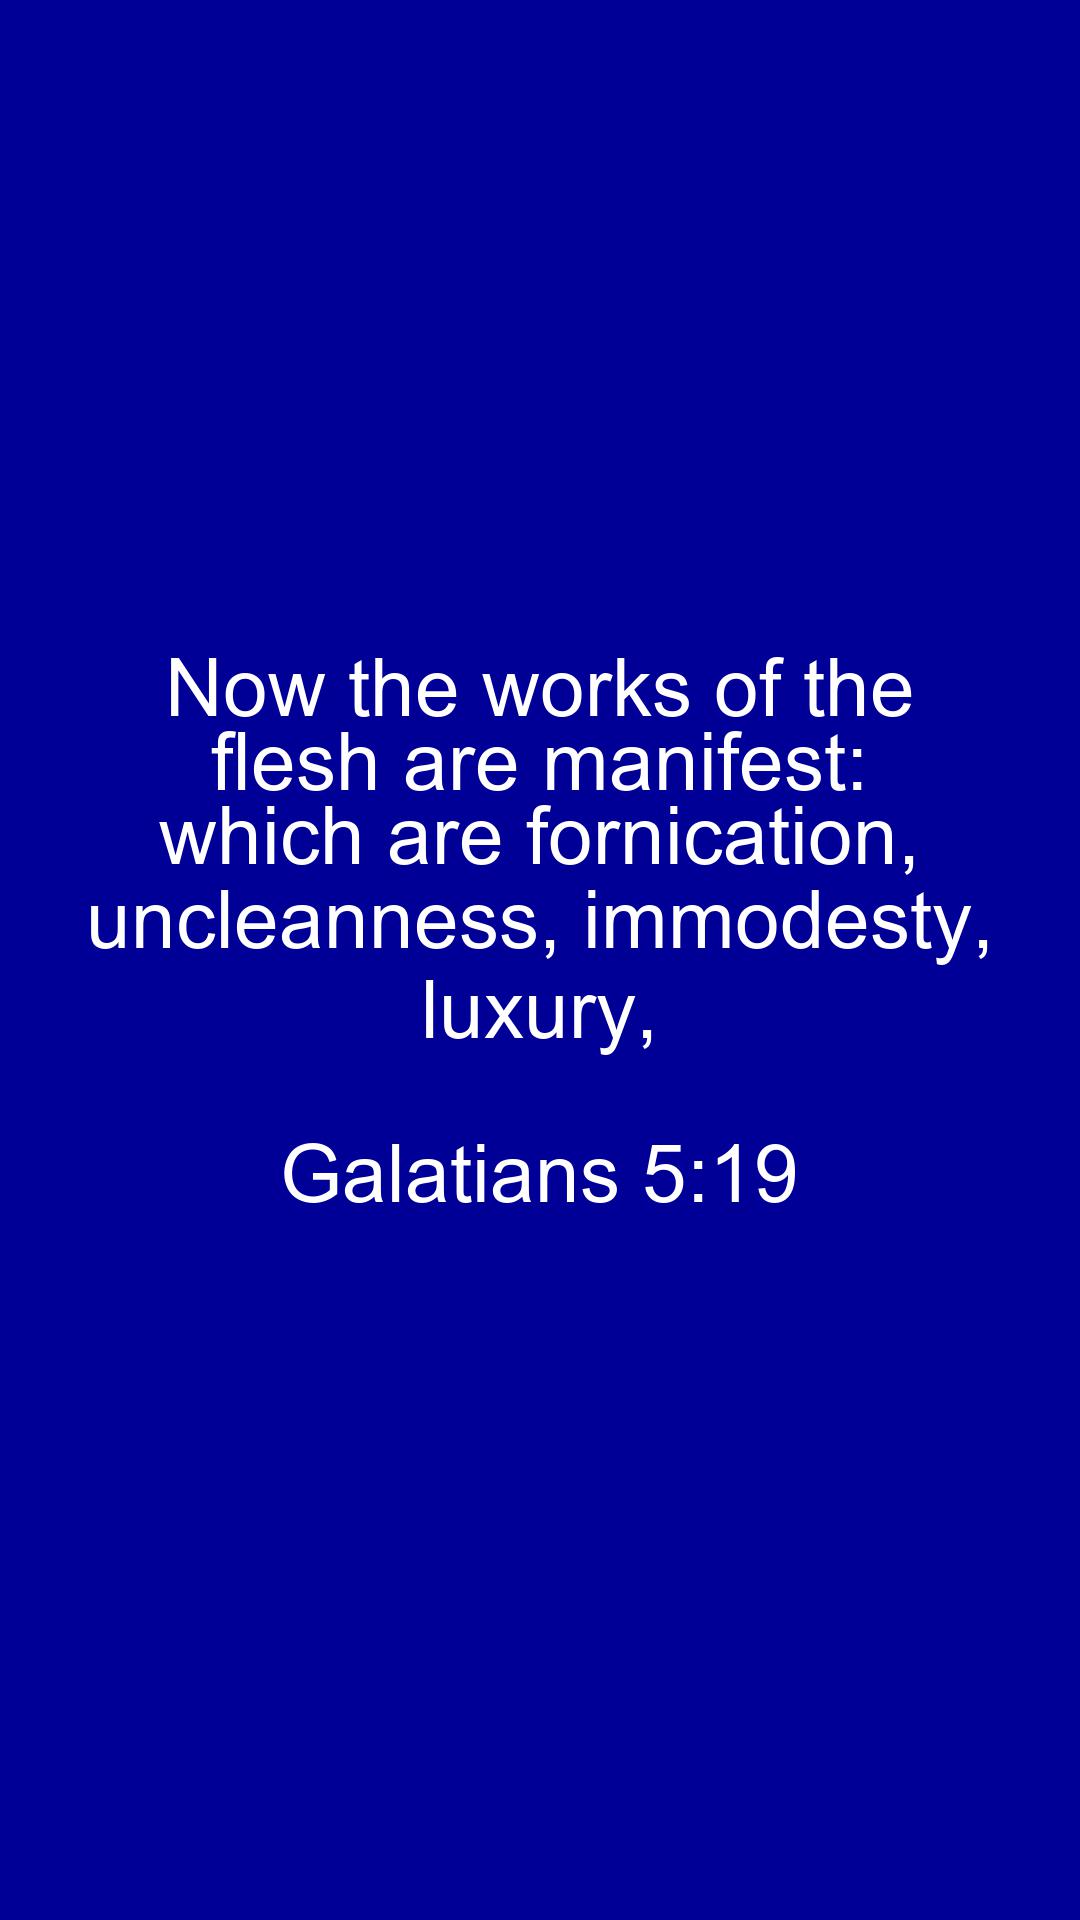 Now the works of the
flesh are manifest:
which are fornication,
uncleanness, immodesty,
luxury,
Galatians 5:19